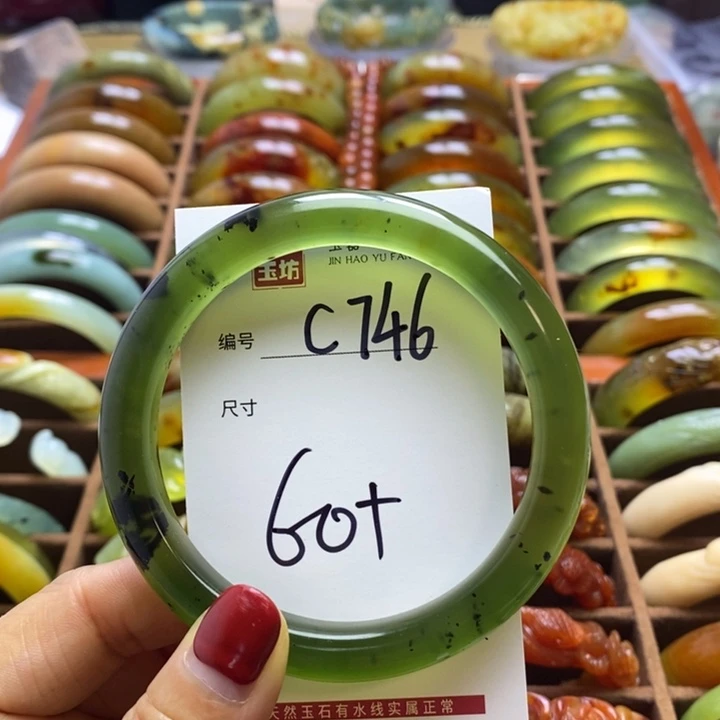 玉坊
JIN HAO YU FAN
编号 C746
尺寸
60+
天然玉石有水线实属正常